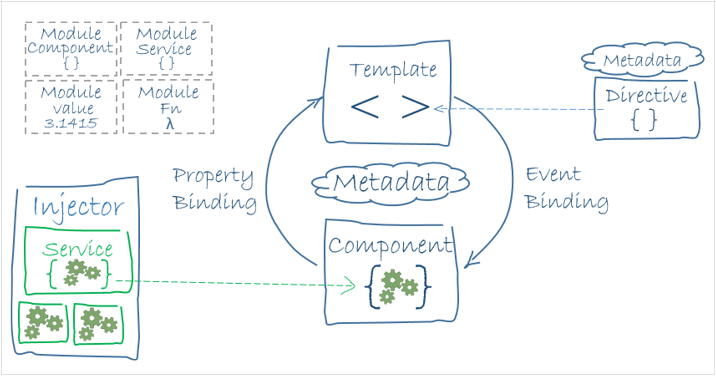 Module
Component
{ }
Module
Service
{ }
Module
value
3.1415
Module
Fn
λ
Template
< >
Metadata
Directive
{ }
Property
Binding
Metadata
Event
Binding
Injector
Service
{ }
Component
{ }